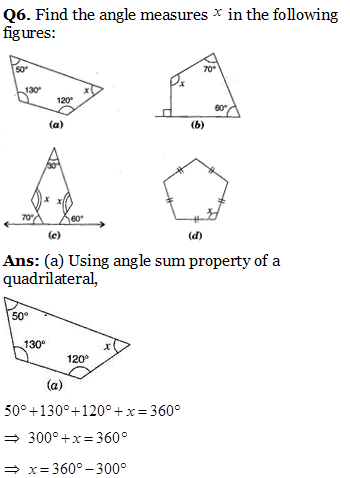 Q6. Find the angle measures x in the following
figures:
50°
130°
120°
x
(a)
70°
x
60°
(b)
30°
x x
70° 60°
(c)
x
(d)
Ans: (a) Using angle sum property of a
quadrilateral,
50°
130°
x
120°
(a)
50°+130°+120°+x=360°
⇒ 300°+x=360°
⇒ x=360°−300°